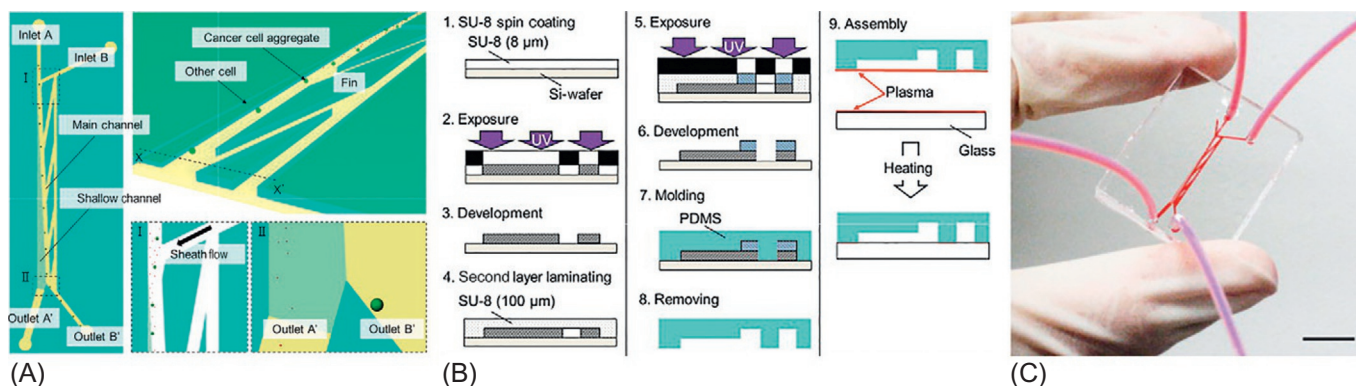 Inlet A
Inlet B
I
Main channel
Shallow channel
II
Outlet A'
Outlet B'
Cancer cell aggregate
Other cell
Fin
X
X'
I
Sheath flow
II
Outlet A'
Outlet B'
(A)
1. SU-8 spin coating
SU-8 (8 μm)
Si-wafer
2. Exposure
UV
3. Development
4. Second layer laminating
SU-8 (100 μm)
5. Exposure
UV
6. Development
7. Molding
PDMS
8. Removing
9. Assembly
Plasma
Glass
Heating
(B)
(C)